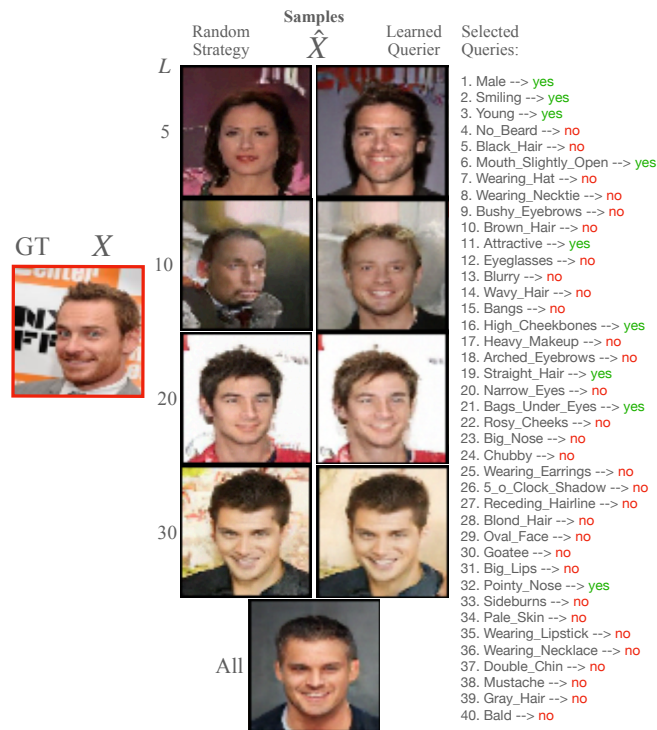 Samples
Random Strategy
X̂
Learned Querier
Selected Queries:
L
5
10
20
30
All
GT X
1. Male --> yes
2. Smiling --> yes
3. Young --> yes
4. No_Beard --> no
5. Black_Hair --> no
6. Mouth_Slightly_Open --> yes
7. Wearing_Hat --> no
8. Wearing_Necktie --> no
9. Bushy_Eyebrows --> no
10. Brown_Hair --> no
11. Attractive --> yes
12. Eyeglasses --> no
13. Blurry --> no
14. Wavy_Hair --> no
15. Bangs --> no
16. High_Cheekbones --> yes
17. Heavy_Makeup --> no
18. Arched_Eyebrows --> no
19. Straight_Hair --> yes
20. Narrow_Eyes --> no
21. Bags_Under_Eyes --> yes
22. Rosy_Cheeks --> no
23. Big_Nose --> no
24. Chubby --> no
25. Wearing_Earrings --> no
26. 5_o_Clock_Shadow --> no
27. Receding_Hairline --> no
28. Blond_Hair --> no
29. Oval_Face --> no
30. Goatee --> no
31. Big_Lips --> no
32. Pointy_Nose --> yes
33. Sideburns --> no
34. Pale_Skin --> no
35. Wearing_Lipstick --> no
36. Wearing_Necklace --> no
37. Double_Chin --> no
38. Mustache --> no
39. Gray_Hair --> no
40. Bald --> no